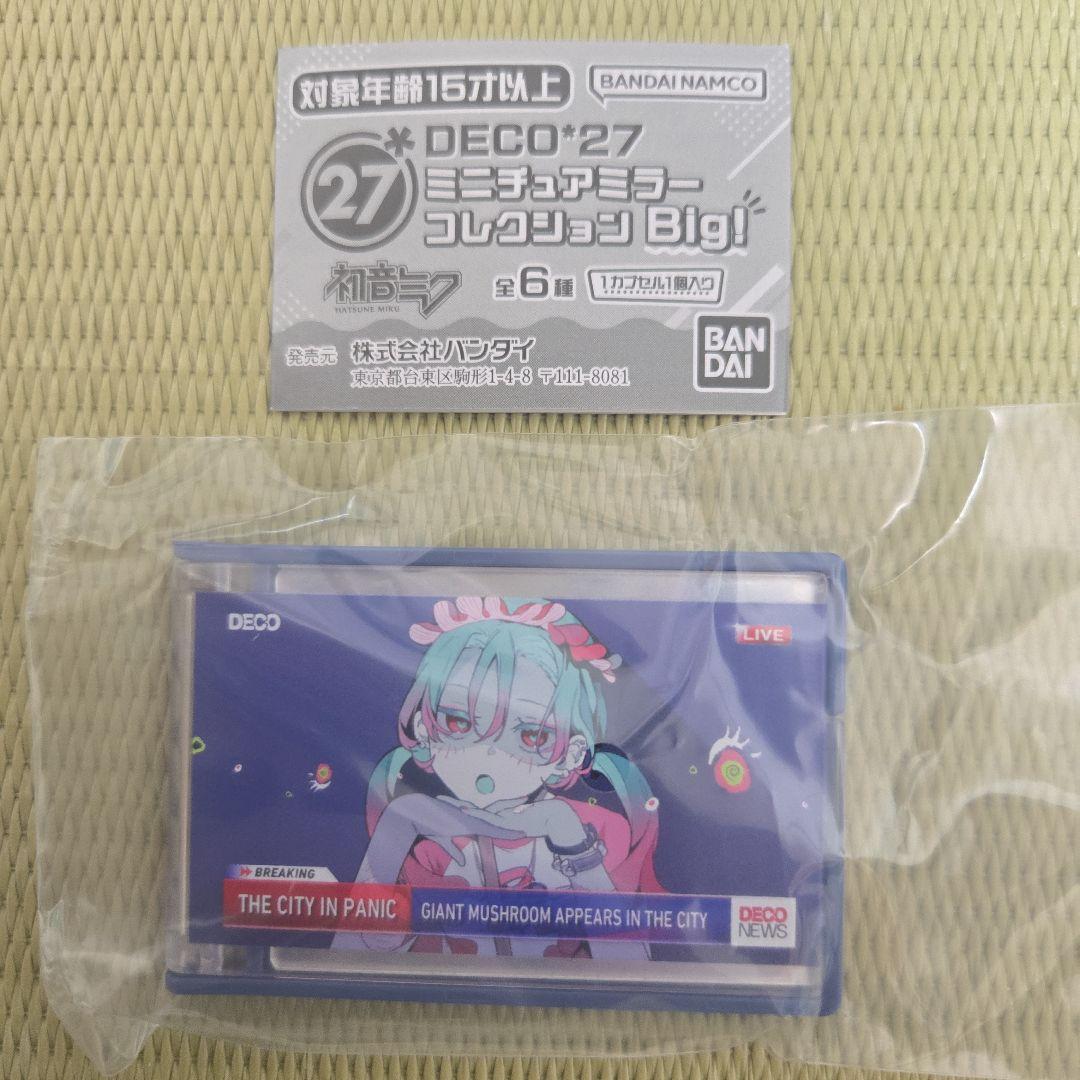 対象年齢15才以上
BANDAI NAMCO
27*
DECO*27
ミニチュアミラー
コレクション Big!
初音ミク
HATSUNE MIKU
全6種
1カプセル1個入り
発売元 株式会社バンダイ
東京都台東区駒形1-4-8 〒111-8081
BAN
DAI
DECO
LIVE
BREAKING
THE CITY IN PANIC
GIANT MUSHROOM APPEARS IN THE CITY
DECO
NEWS